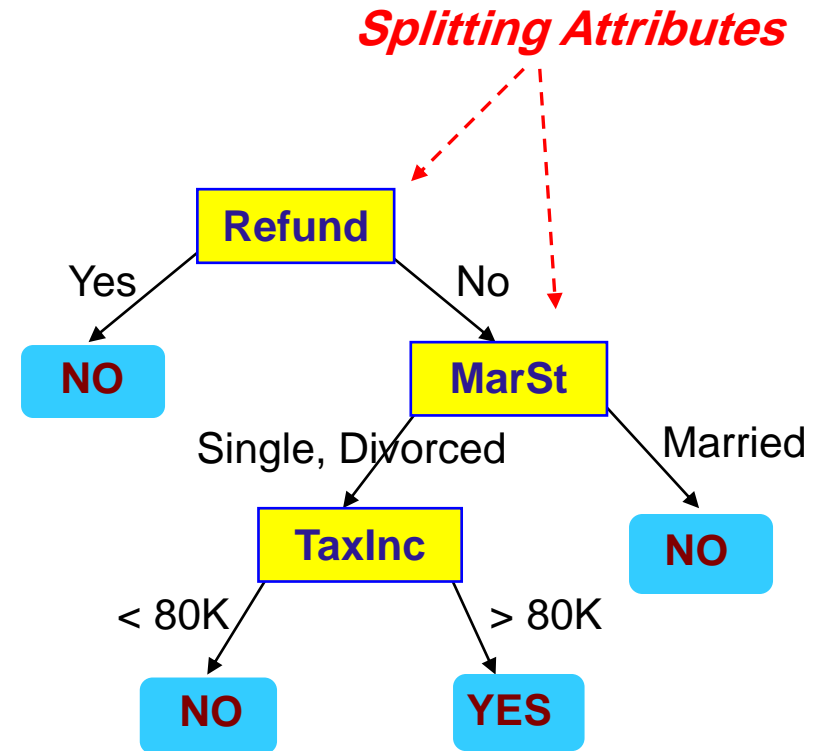 Splitting Attributes
Refund
Yes
No
NO
MarSt
Single, Divorced
Married
TaxInc
NO
< 80K
> 80K
NO
YES